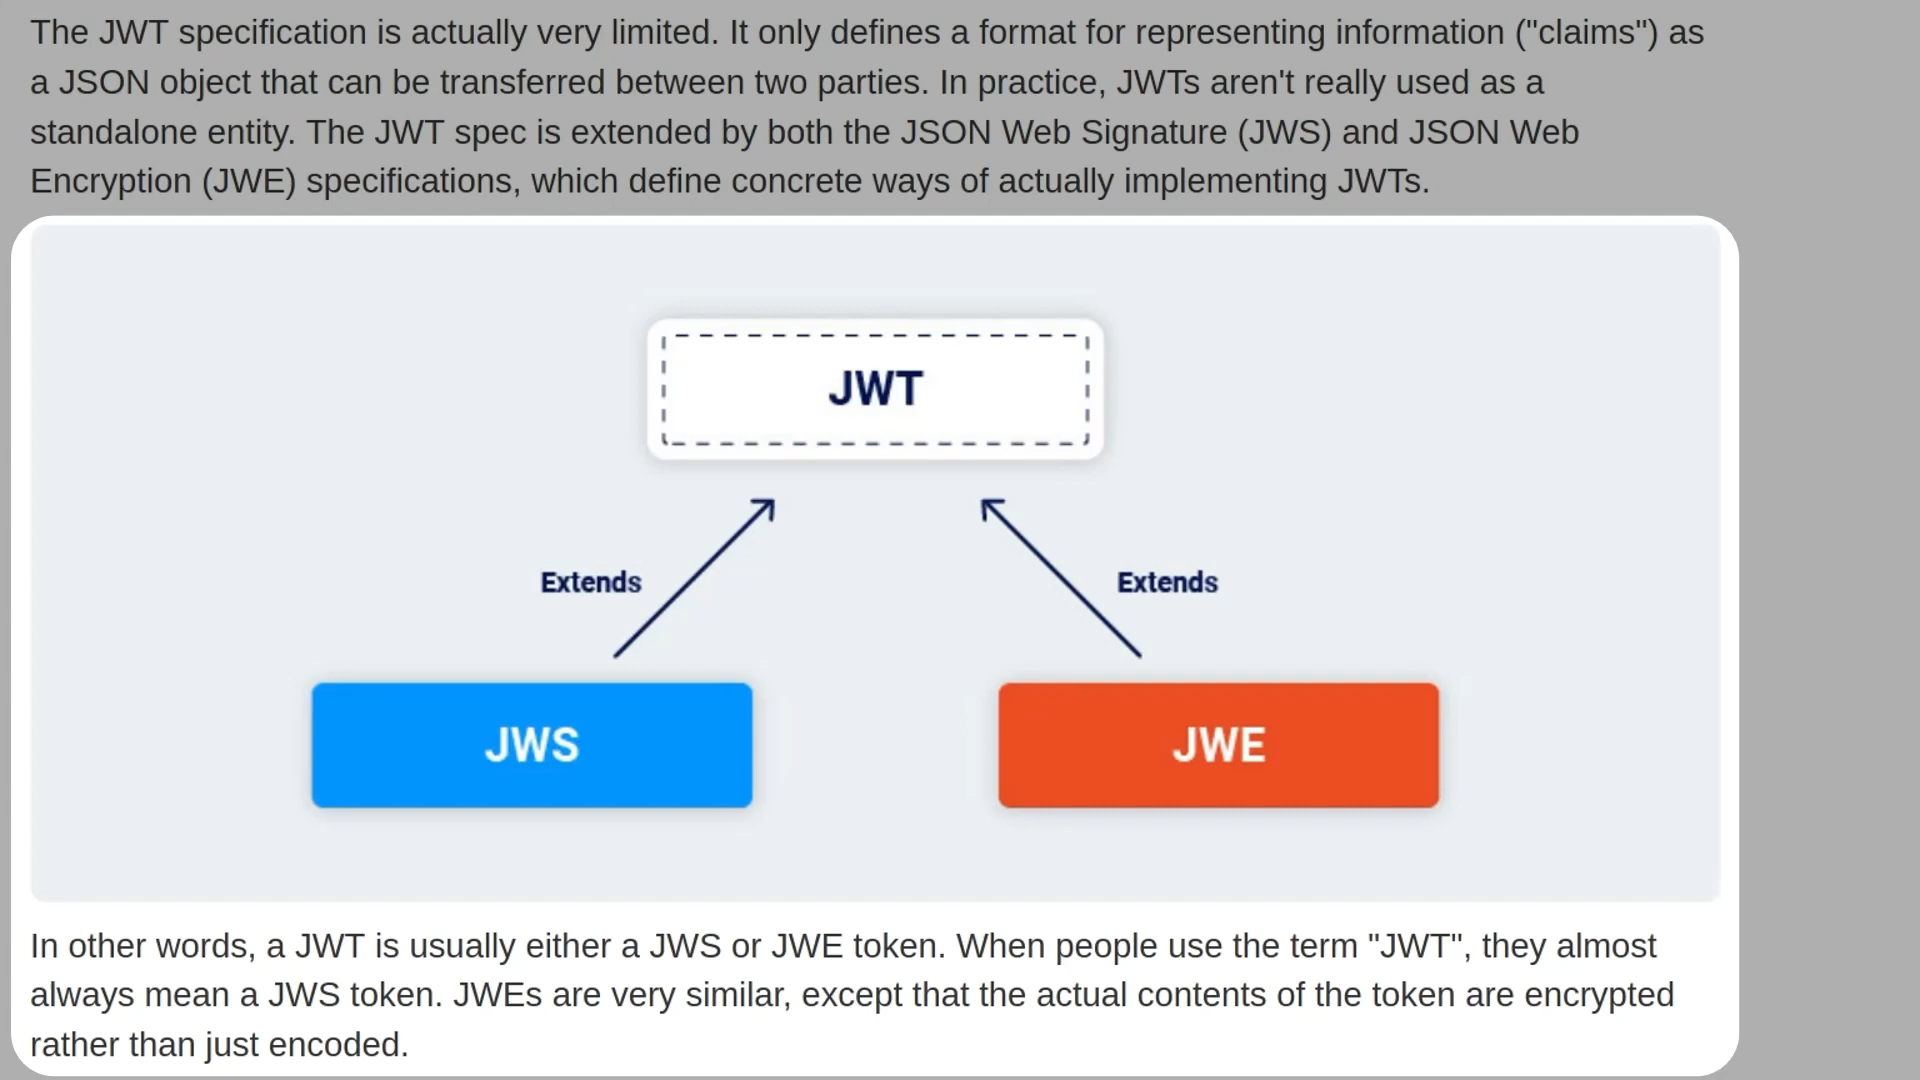 The JWT specification is actually very limited. It only defines a format for representing information ("claims") as
a JSON object that can be transferred between two parties. In practice, JWTs aren't really used as a
standalone entity. The JWT spec is extended by both the JSON Web Signature (JWS) and JSON Web
Encryption (JWE) specifications, which define concrete ways of actually implementing JWTs.
JWT
Extends
Extends
JWS
JWE
In other words, a JWT is usually either a JWS or JWE token. When people use the term "JWT", they almost
always mean a JWS token. JWEs are very similar, except that the actual contents of the token are encrypted
rather than just encoded.